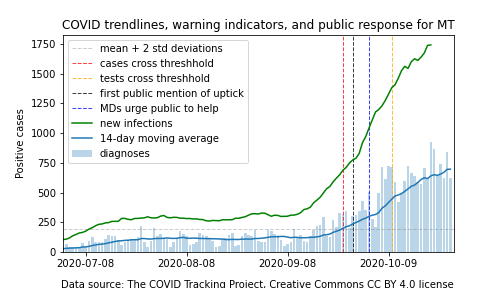 COVID trendlines, warning indicators, and public response for MT
1750
1500
1250
1000
750
500
250
0
Positive cases
mean + 2 std deviations
cases cross threshhold
tests cross threshhold
first public mention of uptick
MDs urge public to help
new infections
14-day moving average
diagnoses
2020-07-08
2020-08-08
2020-09-08
2020-10-09
Data source: The COVID Tracking Project, Creative Commons CC BY 4.0 license